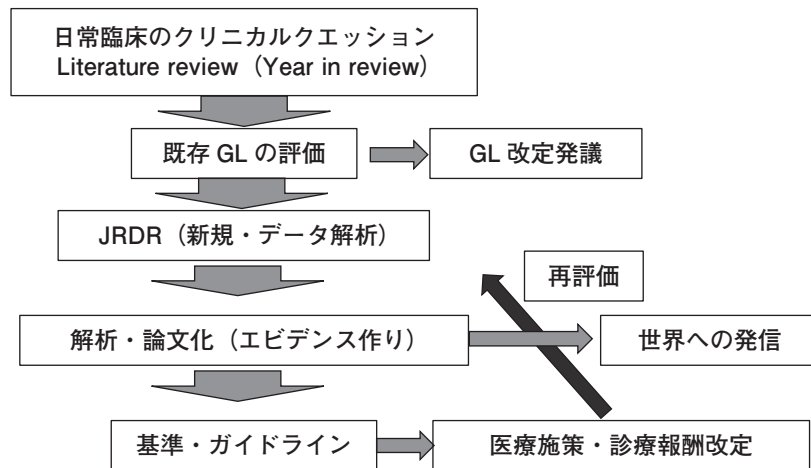 日常臨床のクリニカルクエッション
Literature review（Year in review）
既存 GL の評価
GL 改定発議
JRDR（新規・データ解析）
再評価
解析・論文化（エビデンス作り）
世界への発信
基準・ガイドライン
医療施策・診療報酬改定